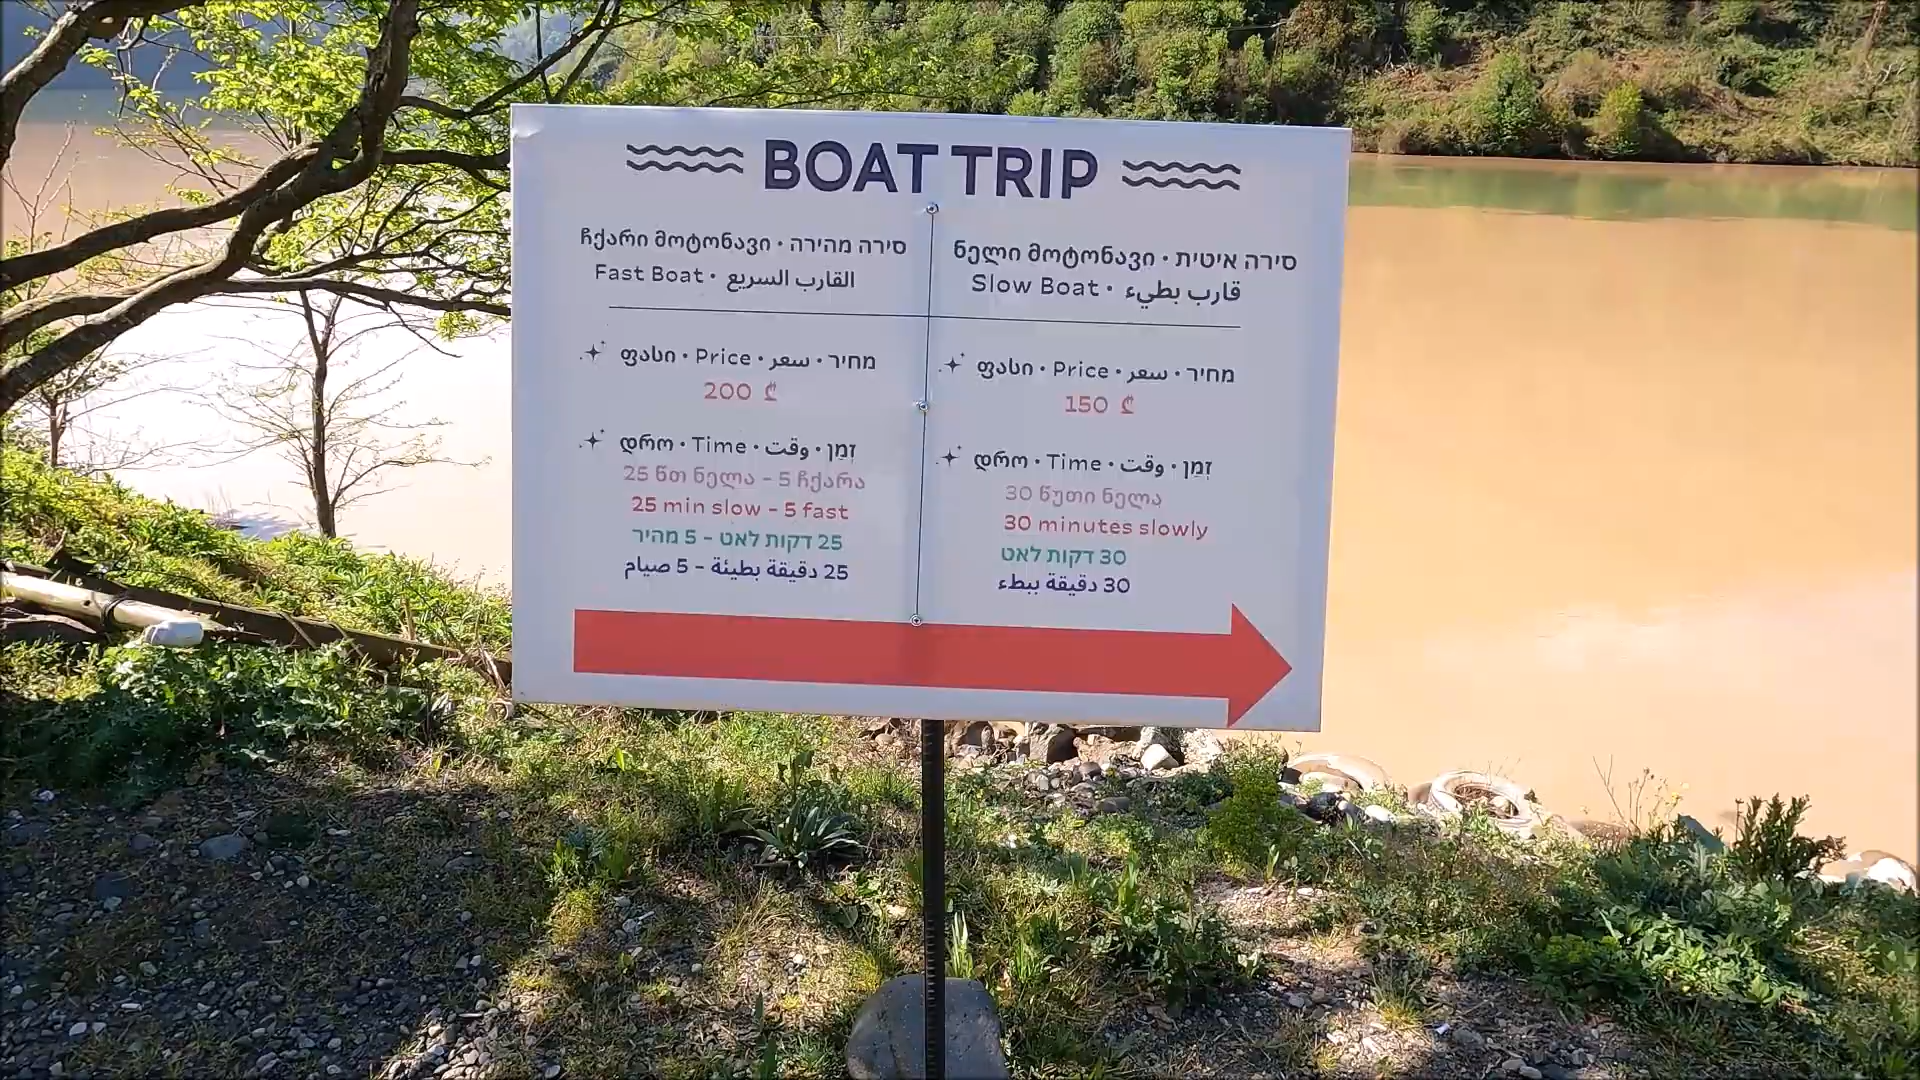 BOAT TRIP
ჩქარი მოტონავი • סירה מהירה
Fast Boat • القارب السريع
✦ ფასი • Price • سعر • מחיר
200 ₾
✦ დრო • Time • وقت • זְמַן
25 წთ ნელა - 5 ჩქარა
25 min slow - 5 fast
25 דקות לאט - 5 מהיר
25 دقيقة بطيئة - 5 صيام
ნელი მოტონავი • סירה איטית
Slow Boat • قارب بطيء
✦ ფასი • Price • سعر • מחיר
150 ₾
✦ დრო • Time • وقت • זְמַן
30 წუთი ნელა
30 minutes slowly
30 דקות לאט
30 دقيقة ببطء